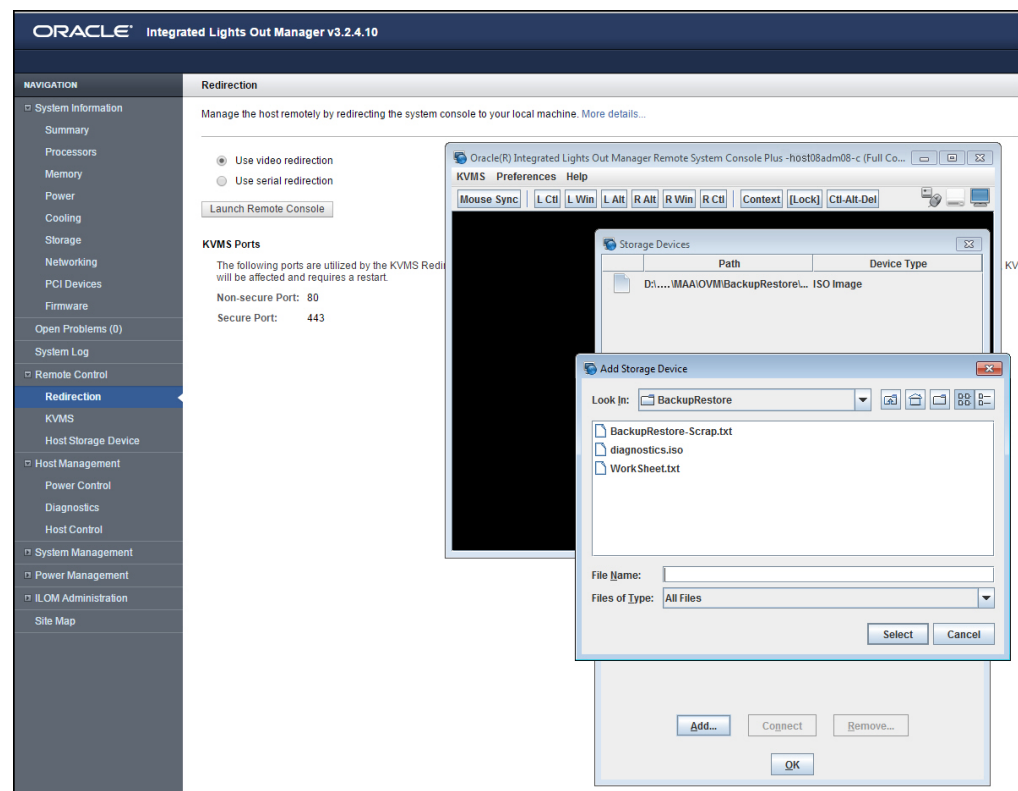 ORACLE® Integrated Lights Out Manager v3.2.4.10
NAVIGATION
System Information
Summary
Processors
Memory
Power
Cooling
Storage
Networking
PCI Devices
Firmware
Open Problems (0)
System Log
Remote Control
Redirection
KVMS
Host Storage Device
Host Management
Power Control
Diagnostics
Host Control
System Management
Power Management
ILOM Administration
Site Map
Redirection
Manage the host remotely by redirecting the system console to your local machine. More details...
Use video redirection
Use serial redirection
Launch Remote Console
KVMS Ports
The following ports are utilized by the KVMS Redi
KV
will be affected and requires a restart.
Non-secure Port: 80
Secure Port: 443
Oracle(R) Integrated Lights Out Manager Remote System Console Plus -host08adm08-c (Full Co...
KVMS Preferences Help
Mouse Sync L Ctl L Win L Alt R Alt R Win R Ctl Context [Lock] Ctl-Alt-Del
Storage Devices
Path Device Type
D:\....\MAA\OVM\BackupRestore\... ISO Image
Add Storage Device
Look In: BackupRestore
BackupRestore-Scrap.txt
diagnostics.iso
WorkSheet.txt
File Name:
Files of Type: All Files
Select Cancel
Add... Connect Remove...
OK